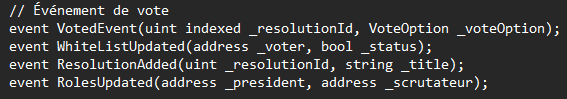 // Événement de vote
event VotedEvent(uint indexed _resolutionId, VoteOption _voteOption);
event WhiteListUpdated(address _voter, bool _status);
event ResolutionAdded(uint _resolutionId, string _title);
event RolesUpdated(address _president, address _scrutateur);